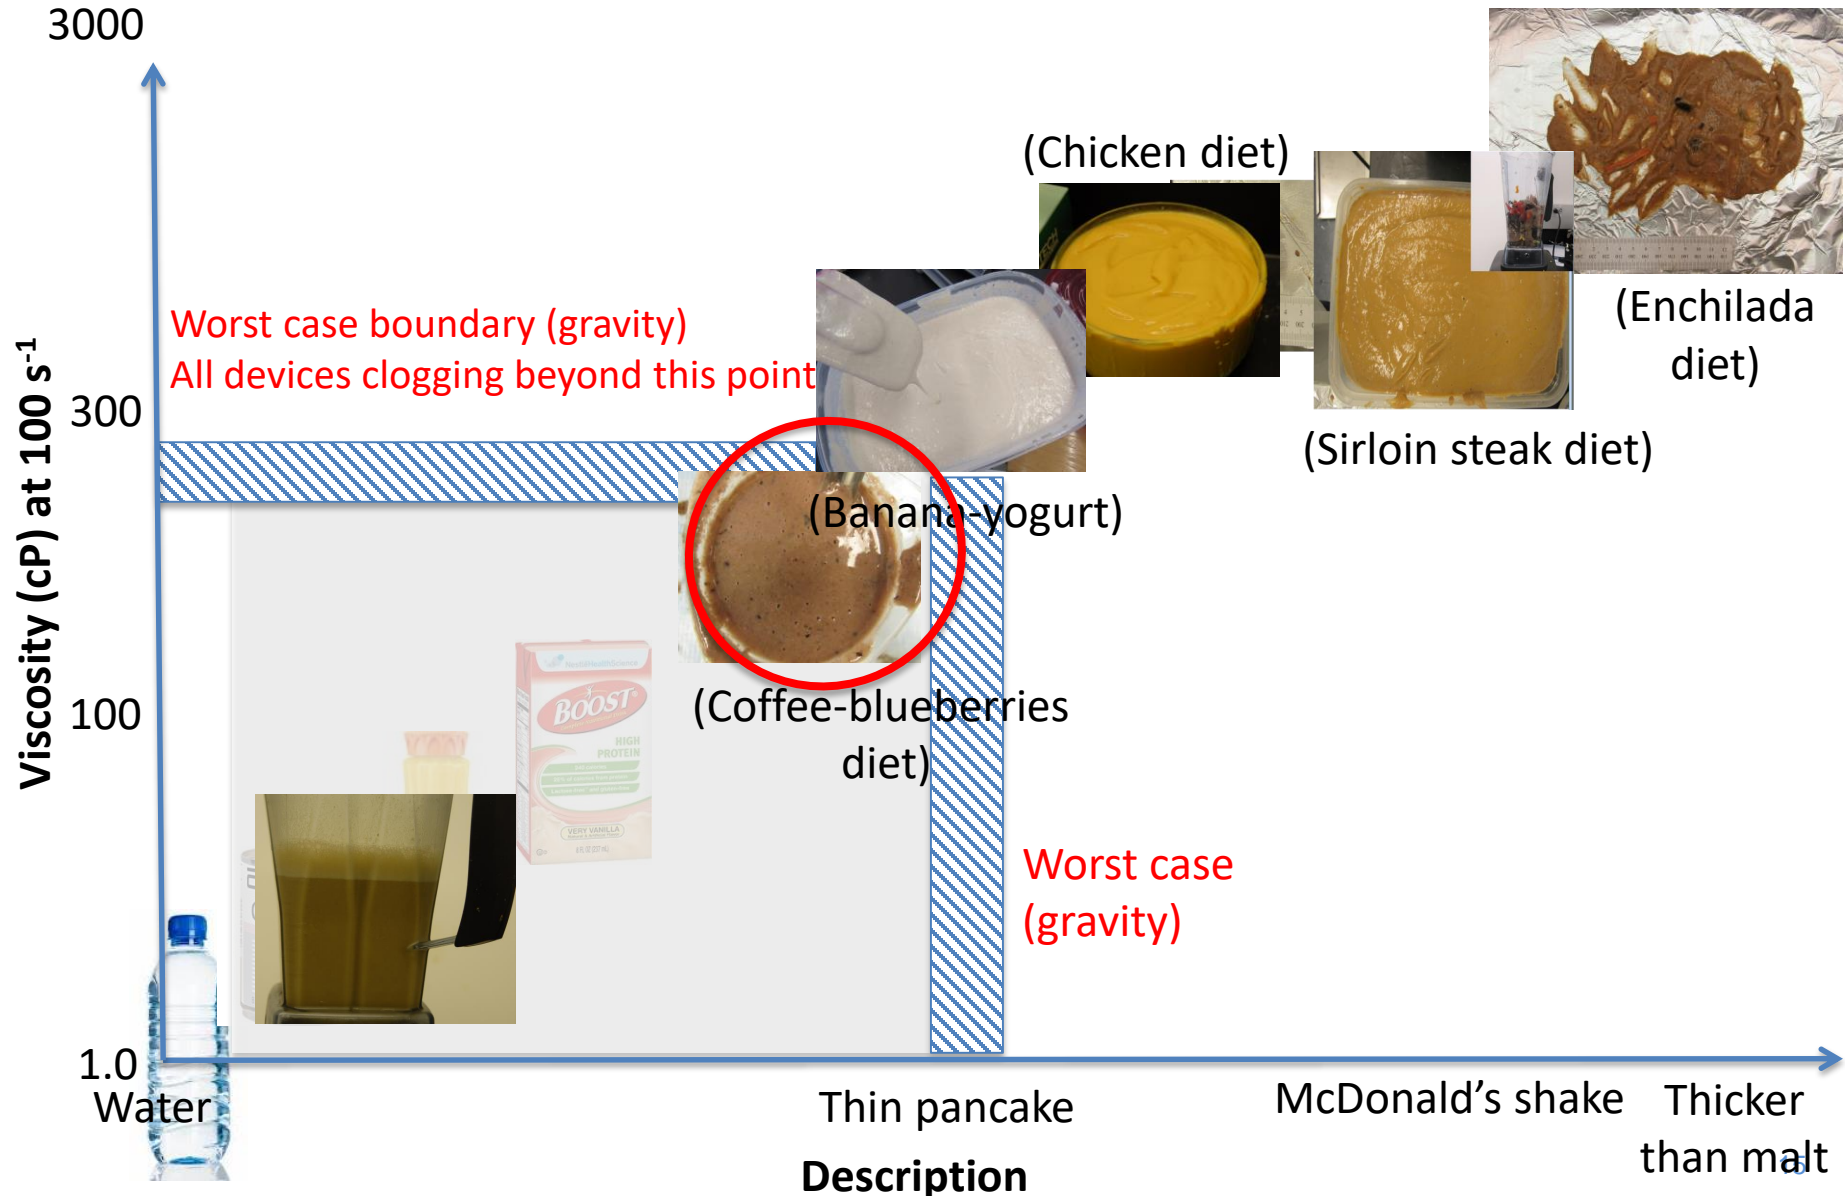 3000
(Chicken diet)
(Enchilada
diet)
Worst case boundary (gravity)
All devices clogging beyond this point
300
(Sirloin steak diet)
(Banana-yogurt)
Viscosity (cP) at 100 s-1
BOOST
HIGH
PROTEIN
VERY VANILLA
(Coffee-blueberries
diet)
100
Worst case
(gravity)
1.0
Water
Thin pancake
McDonald's shake
Thicker
than malt
15
Description